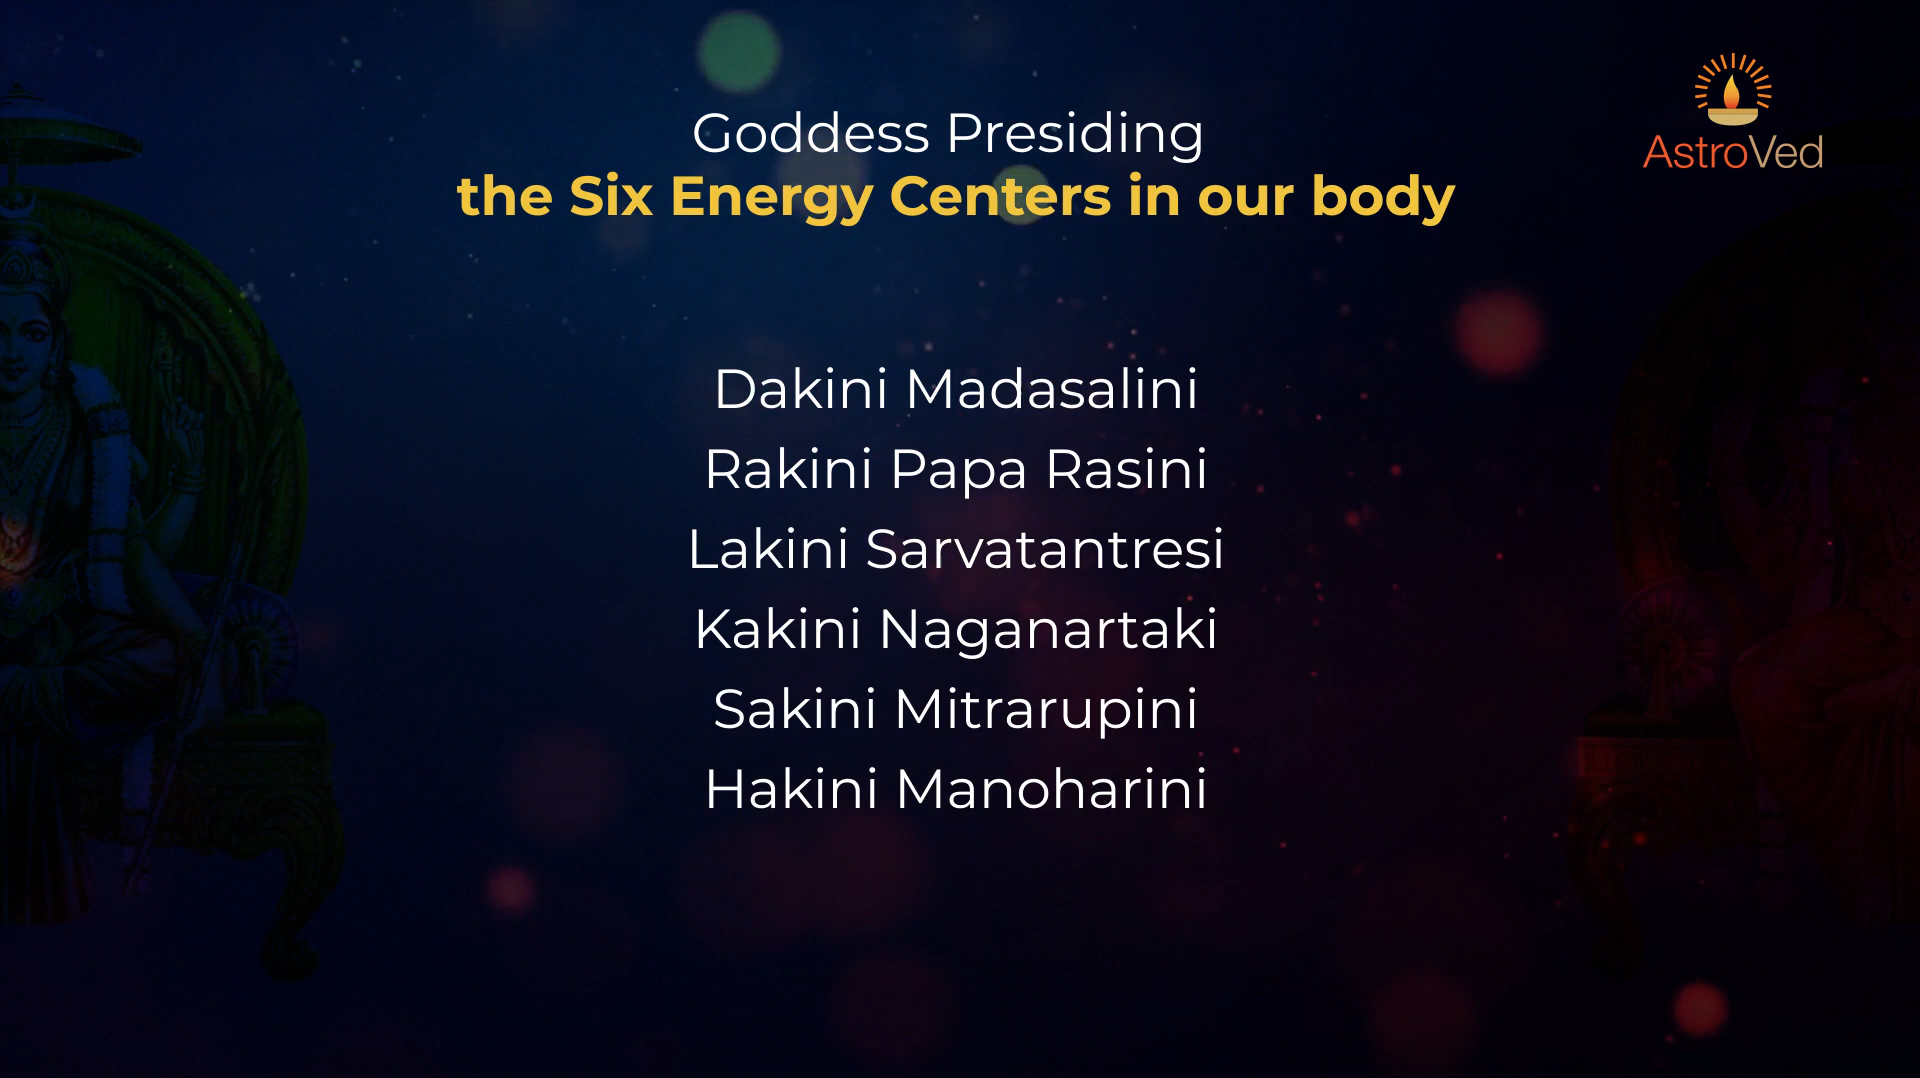 AstroVed
Goddess Presiding
the Six Energy Centers in our body
Dakini Madasalini
Rakini Papa Rasini
Lakini Sarvatantresi
Kakini Naganartaki
Sakini Mitrarupini
Hakini Manoharini